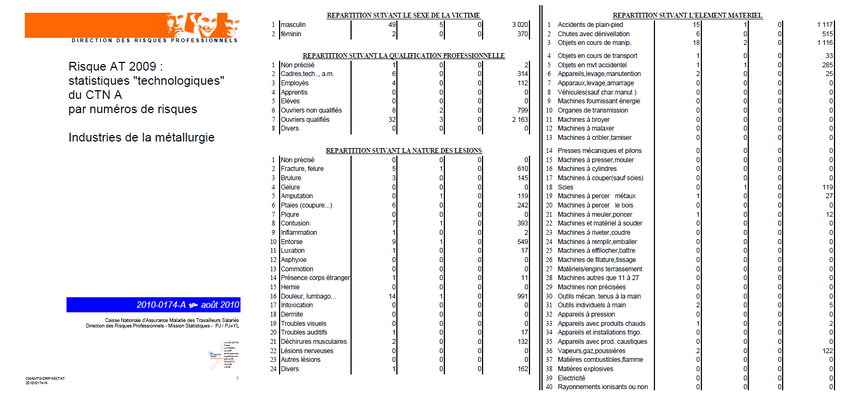 DIRECTION DES RISQUES PROFESSIONNELS
Risque AT 2009 :
statistiques "technologiques"
du CTN A
par numéros de risques
Industries de la métallurgie
2010-0174-A août 2010
Caisse Nationale d'Assurance Maladie des Travailleurs Salariés
Direction des Risques Professionnels - Mission Statistiques - PJ / PJ+YL
CNAMTS-DRP-MSTAT
2010-0174-A
1
REPARTITION SUIVANT LE SEXE DE LA VICTIME
1 masculin 49 5 0 3 020
2 féminin 2 0 0 370
REPARTITION SUIVANT LA QUALIFICATION PROFESSIONNELLE
1 Non précisé 1 0 0 2
2 Cadres,tech.., a.m. 6 0 0 314
3 Employés 4 0 0 112
4 Apprentis 0 0 0 0
5 Elèves 0 0 0 0
6 Ouvriers non qualifiés 8 2 0 799
7 Ouvriers qualifiés 32 3 0 2 163
8 Divers 0 0 0 0
REPARTITION SUIVANT LA NATURE DES LESIONS
1 Non précisé 0 0 0 0
2 Fracture, felure 5 1 0 610
3 Brulure 3 0 0 145
4 Gelure 0 0 0 0
5 Amputation 0 1 0 119
6 Plaies (coupure...) 6 0 0 242
7 Piqure 0 0 0 0
8 Contusion 7 1 0 393
9 Inflammation 1 0 0 2
10 Entorse 9 1 0 549
11 Luxation 1 0 0 17
12 Asphyxie 0 0 0 0
13 Commotion 0 0 0 0
14 Présence corps étranger 1 1 0 11
15 Hernie 0 0 0 0
16 Douleur, lumbago... 14 1 0 991
17 Intoxication 0 0 0 0
18 Dermite 0 0 0 0
19 Troubles visuels 0 1 0 0
20 Troubles auditifs 1 0 0 17
21 Déchirures musculaires 2 0 0 132
22 Lésions nerveuses 0 0 0 0
23 Autres lésions 0 0 0 0
24 Divers 1 0 0 162
REPARTITION SUIVANT L'ELEMENT MATERIEL
1 Accidents de plain-pied 15 1 0 1 117
2 Chutes avec dénivellation 6 0 0 515
3 Objets en cours de manip. 18 2 0 1 116
4 Objets en cours de transport 1 0 0 33
5 Objets en mvt accidentel 1 1 0 285
6 Appareils,levage,manutention 2 0 0 25
7 Apparaux,levage,amarrage 0 0 0 0
8 Véhicules(sauf char.manut ) 0 0 0 0
9 Machines fournissant énergie 0 0 0 0
10 Organes de transmission 0 0 0 0
11 Machines à broyer 0 0 0 0
12 Machines à malaxer 0 0 0 0
13 Machines à cribler,tamiser 0 0 0 0
14 Presses mécaniques et pilons 0 0 0 0
15 Machines à presser,mouler 0 0 0 0
16 Machines à cylindres 0 0 0 0
17 Machines à couper(sauf scies) 0 0 0 0
18 Scies 0 1 0 119
19 Machines à percer métaux 1 0 0 27
20 Machines à percer le bois 0 0 0 0
21 Machines à meuler,poncer 1 0 0 12
22 Machines et matériel à souder 0 0 0 0
23 Machines à riveter,coudre 0 0 0 0
24 Machines à remplir,emballer 0 0 0 0
25 Machines à effilocher,battre 0 0 0 0
26 Machines de filature,tissage 0 0 0 0
27 Matériels/engins terrassement 0 0 0 0
28 Machines autres que 11 à 27 0 0 0 0
29 Machines non précisées 0 0 0 0
30 Outils mécan. tenus à la main 0 0 0 0
31 Outils individuels à main 2 0 0 5
32 Appareils à pression 0 0 0 0
33 Appareils avec produits chauds 1 0 0 2
34 Appareils et installations frigo. 0 0 0 0
35 Appareils avec prod. caustiques 0 0 0 0
36 Vapeurs,gaz,poussières 2 0 0 122
37 Matières combustibles,flamme 0 0 0 0
38 Matières explosives 0 0 0 0
39 Electricité 0 0 0 0
40 Rayonnements ionisants ou non 0 0 0 0